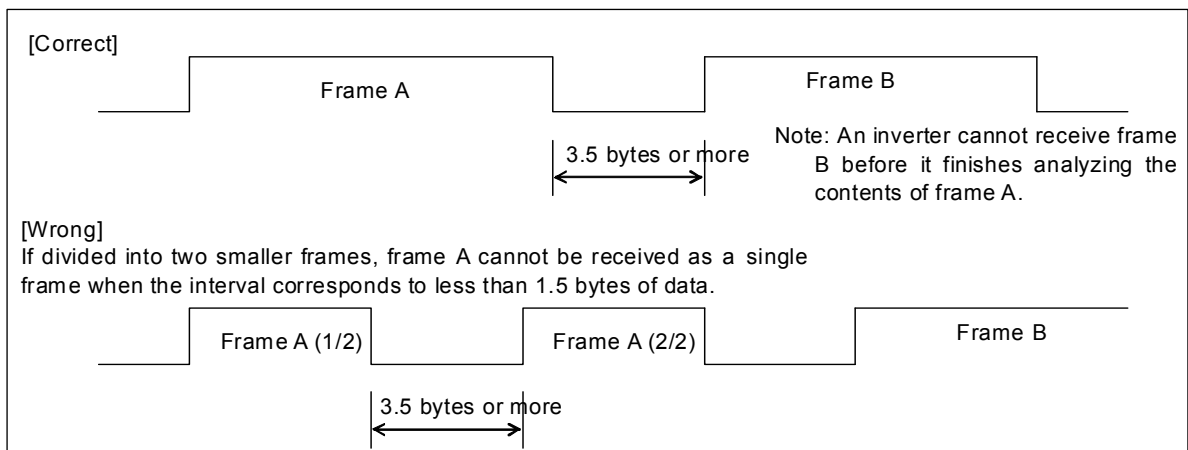 [Correct]
Frame A
Frame B
3.5 bytes or more
Note: An inverter cannot receive frame
B before it finishes analyzing the
contents of frame A.
[Wrong]
If divided into two smaller frames, frame A cannot be received as a single
frame when the interval corresponds to less than 1.5 bytes of data.
Frame A (1/2)
Frame A (2/2)
Frame B
3.5 bytes or more